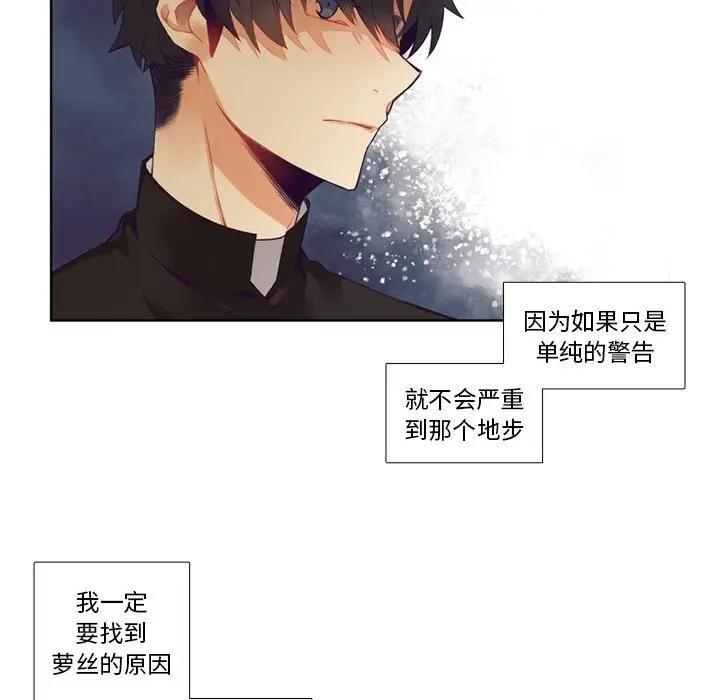 因为如果只是
单纯的警告
就不会严重
到那个地步
我一定
要找到
萝丝的原因